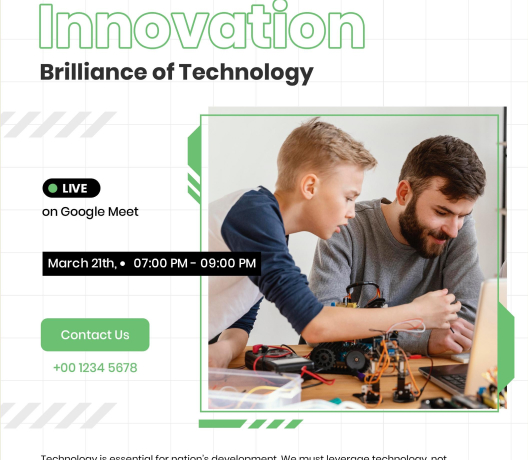 Innovation
Brilliance of Technology
LIVE
on Google Meet
March 21th, • 07:00 PM - 09:00 PM
Contact Us
+00 1234 5678
Technology is essential for nation's development. We must leverage technology, not